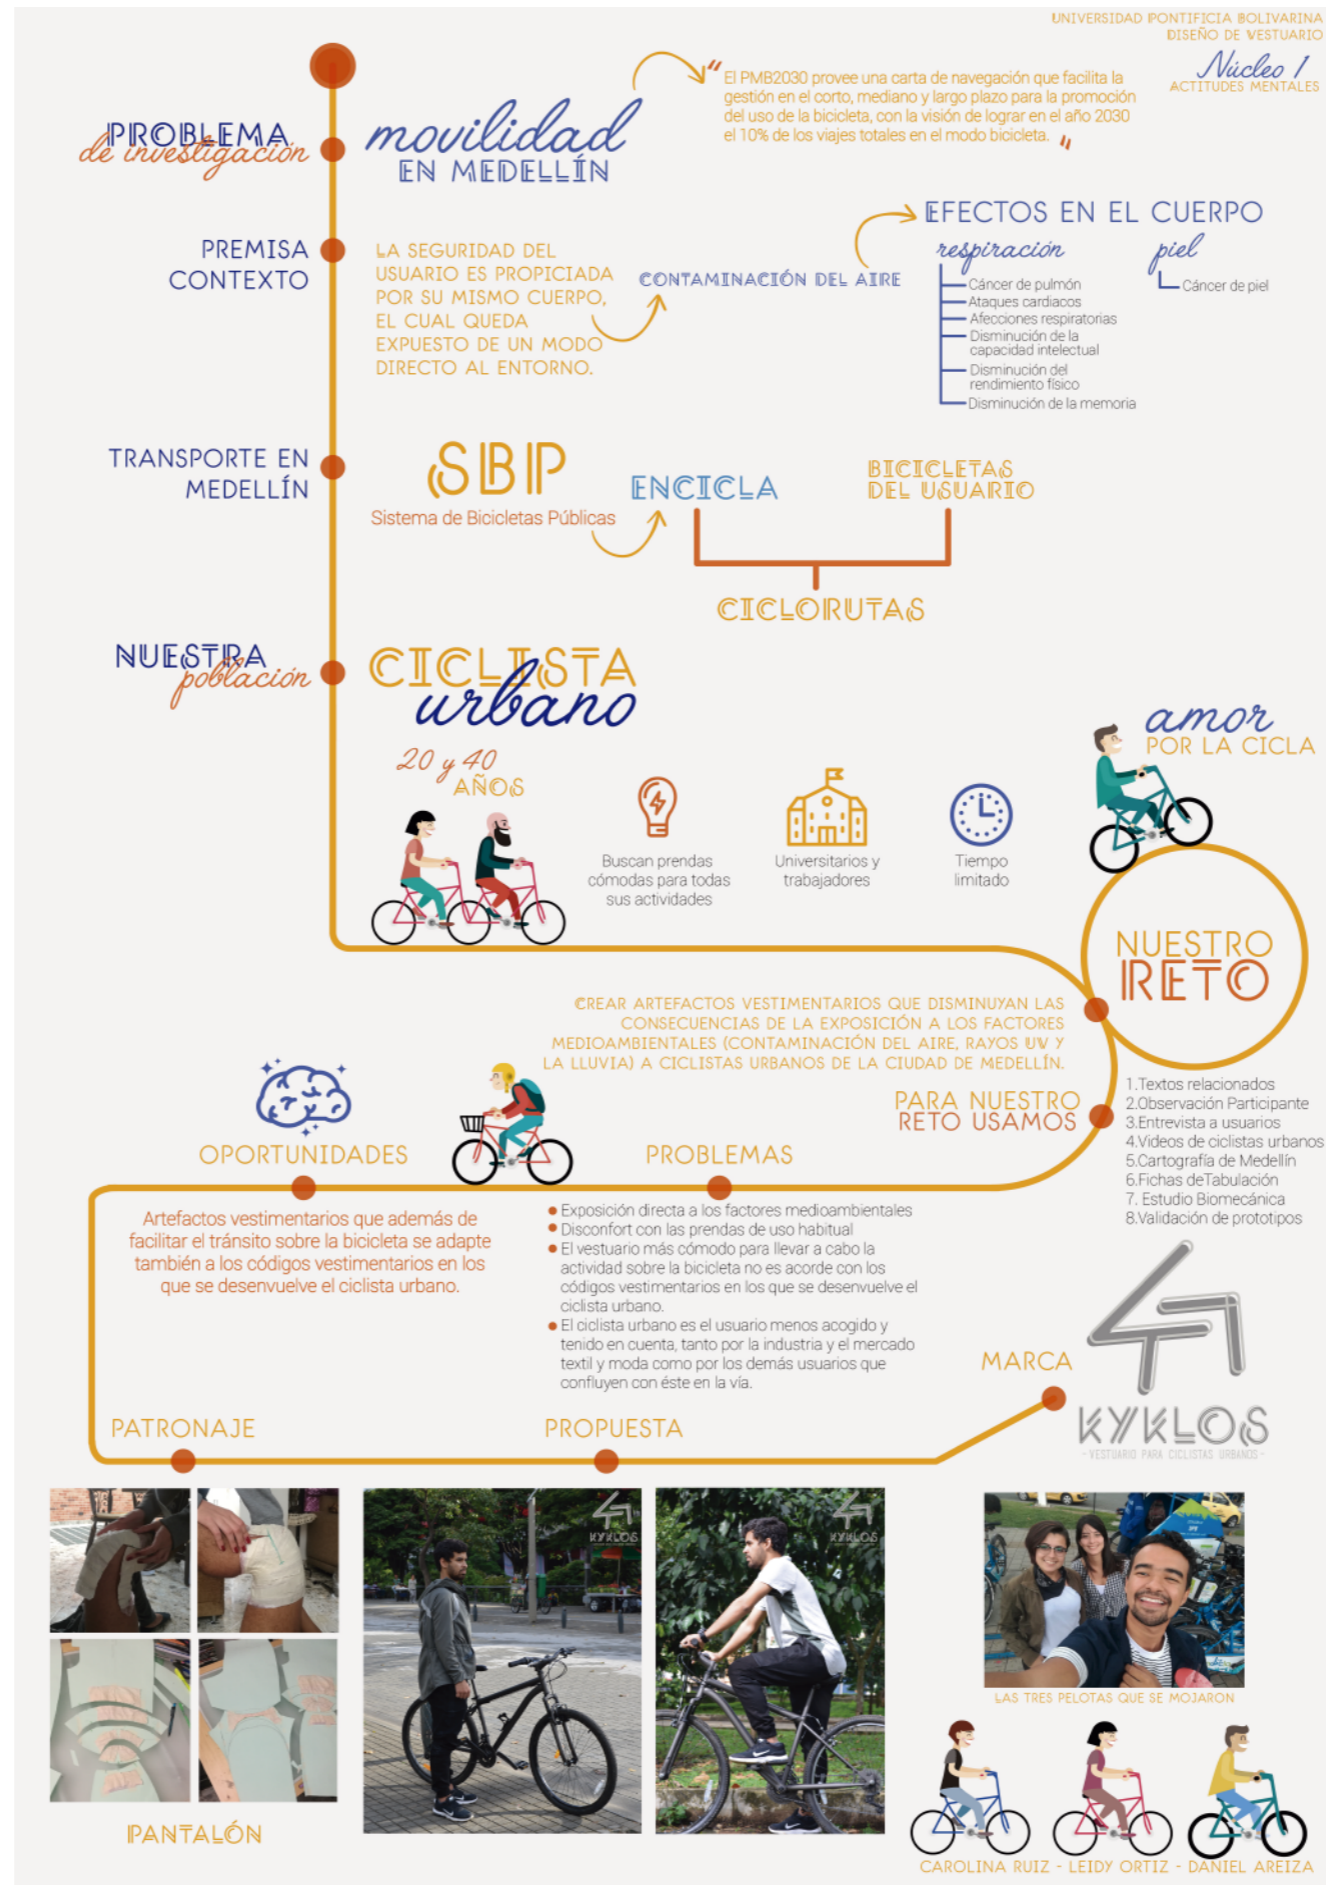 UNIVERSIDAD PONTIFICIA BOLIVARINA
DISEÑO DE VESTUARIO
Núcleo 1
ACTITUDES MENTALES
PROBLEMA
de investigación
movilidad
EN MEDELLÍN
"El PMB2030 provee una carta de navegación que facilita la
gestión en el corto, mediano y largo plazo para la promoción
del uso de la bicicleta, con la visión de lograr en el año 2030
el 10% de los viajes totales en el modo bicicleta. "
PREMISA
CONTEXTO
LA SEGURIDAD DEL
USUARIO ES PROPICIADA
POR SU MISMO CUERPO,
EL CUAL QUEDA
EXPUESTO DE UN MODO
DIRECTO AL ENTORNO.
CONTAMINACIÓN DEL AIRE
EFECTOS EN EL CUERPO
respiración
Cáncer de pulmón
Ataques cardiacos
Afecciones respiratorias
Disminución de la
capacidad intelectual
Disminución del
rendimiento físico
Disminución de la memoria
piel
Cáncer de piel
TRANSPORTE EN
MEDELLÍN
SBP
Sistema de Bicicletas Públicas
ENCICLA
BICICLETAS
DEL USUARIO
CICLORUTAS
NUESTRA
población
CICLISTA
urbano
20 y 40
AÑOS
Buscan prendas
cómodas para todas
sus actividades
Universitarios y
trabajadores
Tiempo
limitado
amor
POR LA CICLA
NUESTRO
RETO
CREAR ARTEFACTOS VESTIMENTARIOS QUE DISMINUYAN LAS
CONSECUENCIAS DE LA EXPOSICIÓN A LOS FACTORES
MEDIOAMBIENTALES (CONTAMINACIÓN DEL AIRE, RAYOS UV Y
LA LLUVIA) A CICLISTAS URBANOS DE LA CIUDAD DE MEDELLÍN.
PARA NUESTRO
RETO USAMOS
1.Textos relacionados
2.Observación Participante
3.Entrevista a usuarios
4.Videos de ciclistas urbanos
5.Cartografía de Medellín
6.Fichas deTabulación
7. Estudio Biomecánica
8.Validación de prototipos
OPORTUNIDADES
Artefactos vestimentarios que además de
facilitar el tránsito sobre la bicicleta se adapte
también a los códigos vestimentarios en los
que se desenvuelve el ciclista urbano.
PROBLEMAS
● Exposición directa a los factores medioambientales
● Disconfort con las prendas de uso habitual
● El vestuario más cómodo para llevar a cabo la
actividad sobre la bicicleta no es acorde con los
códigos vestimentarios en los que se desenvuelve el
ciclista urbano.
● El ciclista urbano es el usuario menos acogido y
tenido en cuenta, tanto por la industria y el mercado
textil y moda como por los demás usuarios que
confluyen con éste en la vía.
MARCA
KYKLOS
- VESTUARIO PARA CICLISTAS URBANOS -
PATRONAJE
PROPUESTA
KYKLOS
KYKLOS
PANTALÓN
LAS TRES PELOTAS QUE SE MOJARON
CAROLINA RUIZ - LEIDY ORTIZ - DANIEL AREIZA